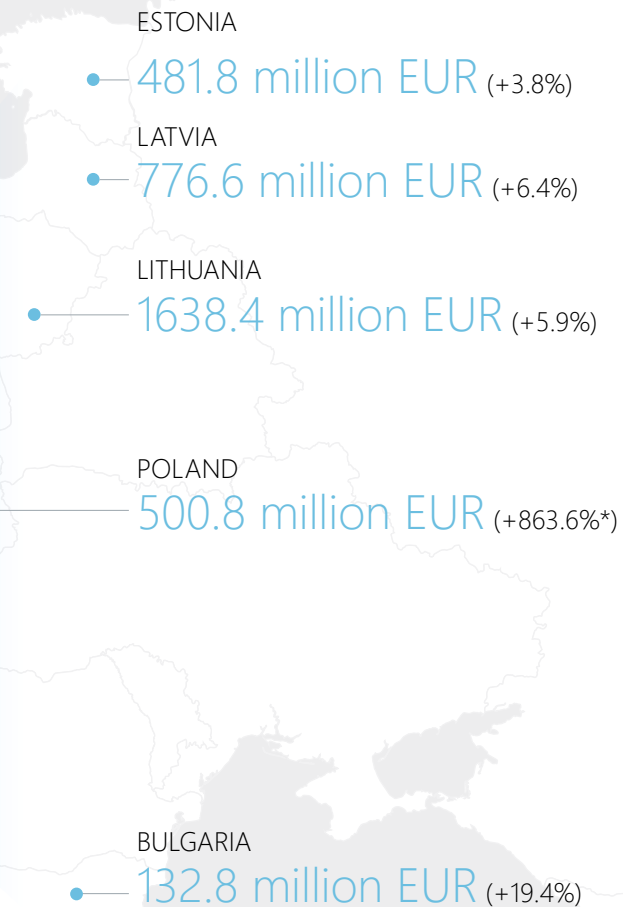 ESTONIA
481.8 million EUR (+3.8%)
LATVIA
776.6 million EUR (+6.4%)
LITHUANIA
1638.4 million EUR (+5.9%)
POLAND
500.8 million EUR (+863.6%*)
BULGARIA
132.8 million EUR (+19.4%)